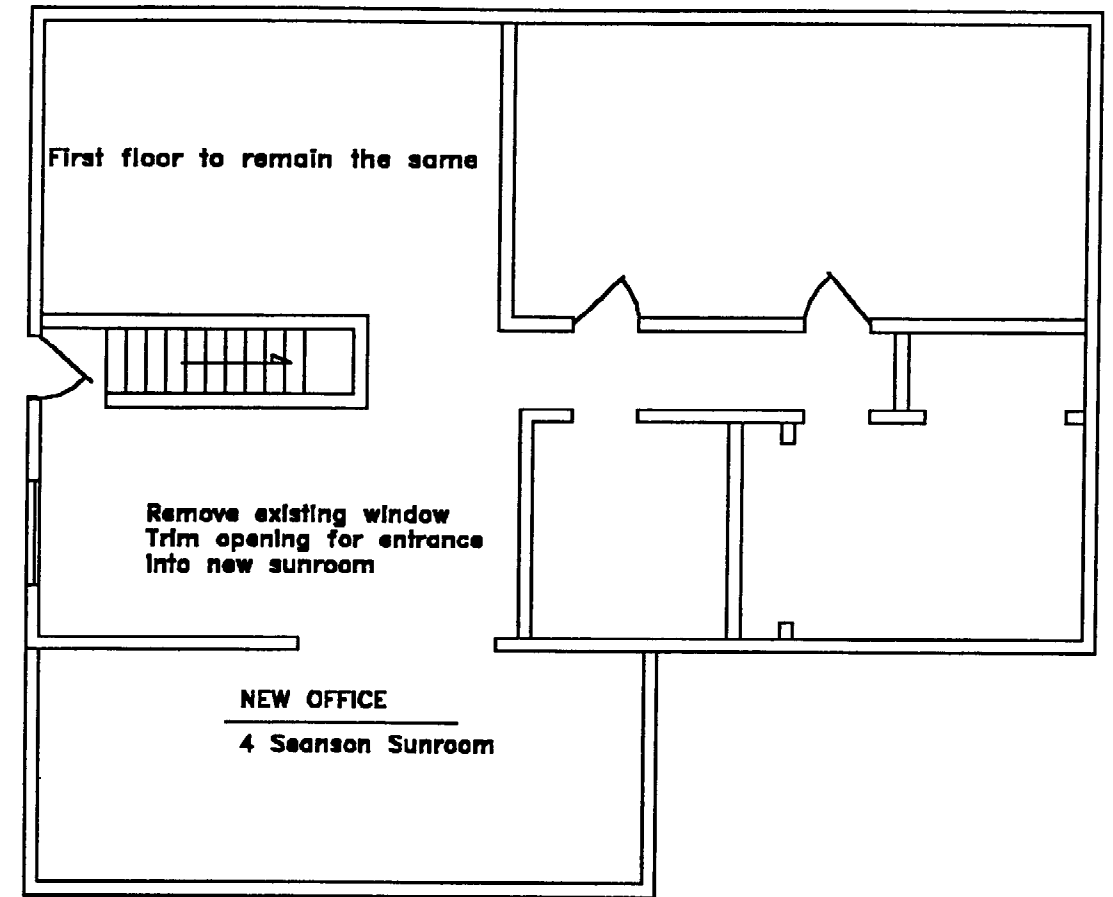 First floor to remain the same
Remove existing window
Trim opening for entrance
into new sunroom
NEW OFFICE
4 Seanson Sunroom